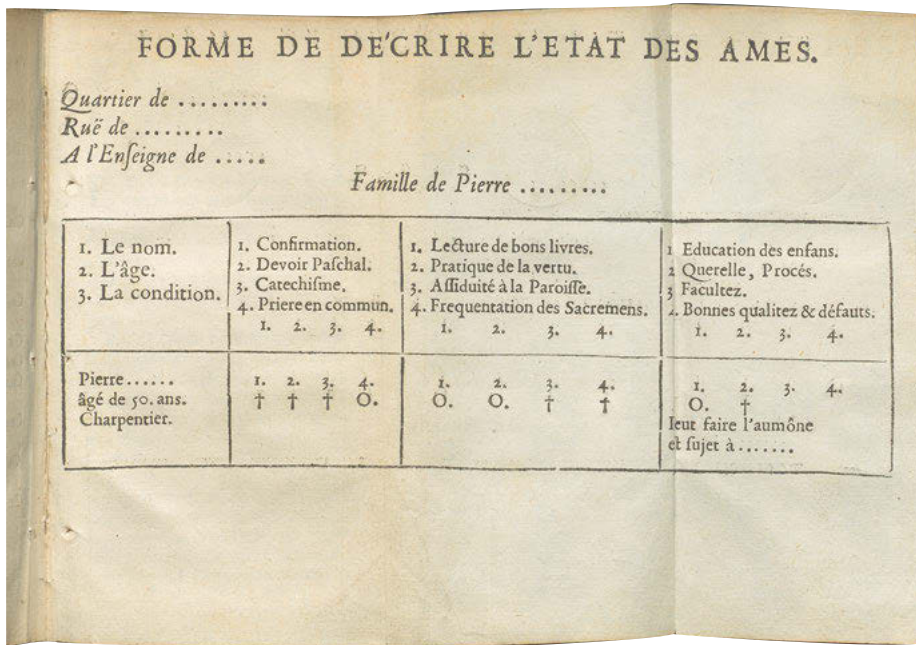 FORME DE DE'CRIRE L'ETAT DES AMES.
Quartier de .........
Ruë de .........
A l'Enſeigne de .....
Famille de Pierre .........
1. Le nom.
2. L'âge.
3. La condition.
1. Confirmation.
2. Devoir Paſchal.
3. Catechiſme.
4. Priere en commun.
1. 2. 3. 4.
1. Lecture de bons livres.
2. Pratique de la vertu.
3. Aſſiduité à la Paroiſſe.
4. Frequentation des Sacremens.
1. 2. 3. 4.
1 Education des enfans.
2 Querelle, Procés.
3 Facultez.
4. Bonnes qualitez & défauts.
1. 2. 3. 4.
Pierre......
âgé de 50. ans.
Charpentier.
1. 2. 3. 4.
† † † O.
1. 2. 3. 4.
O. O. † †
1. 2. 3. 4.
O. †
Ieut faire l'aumône
eſt ſujet à .......